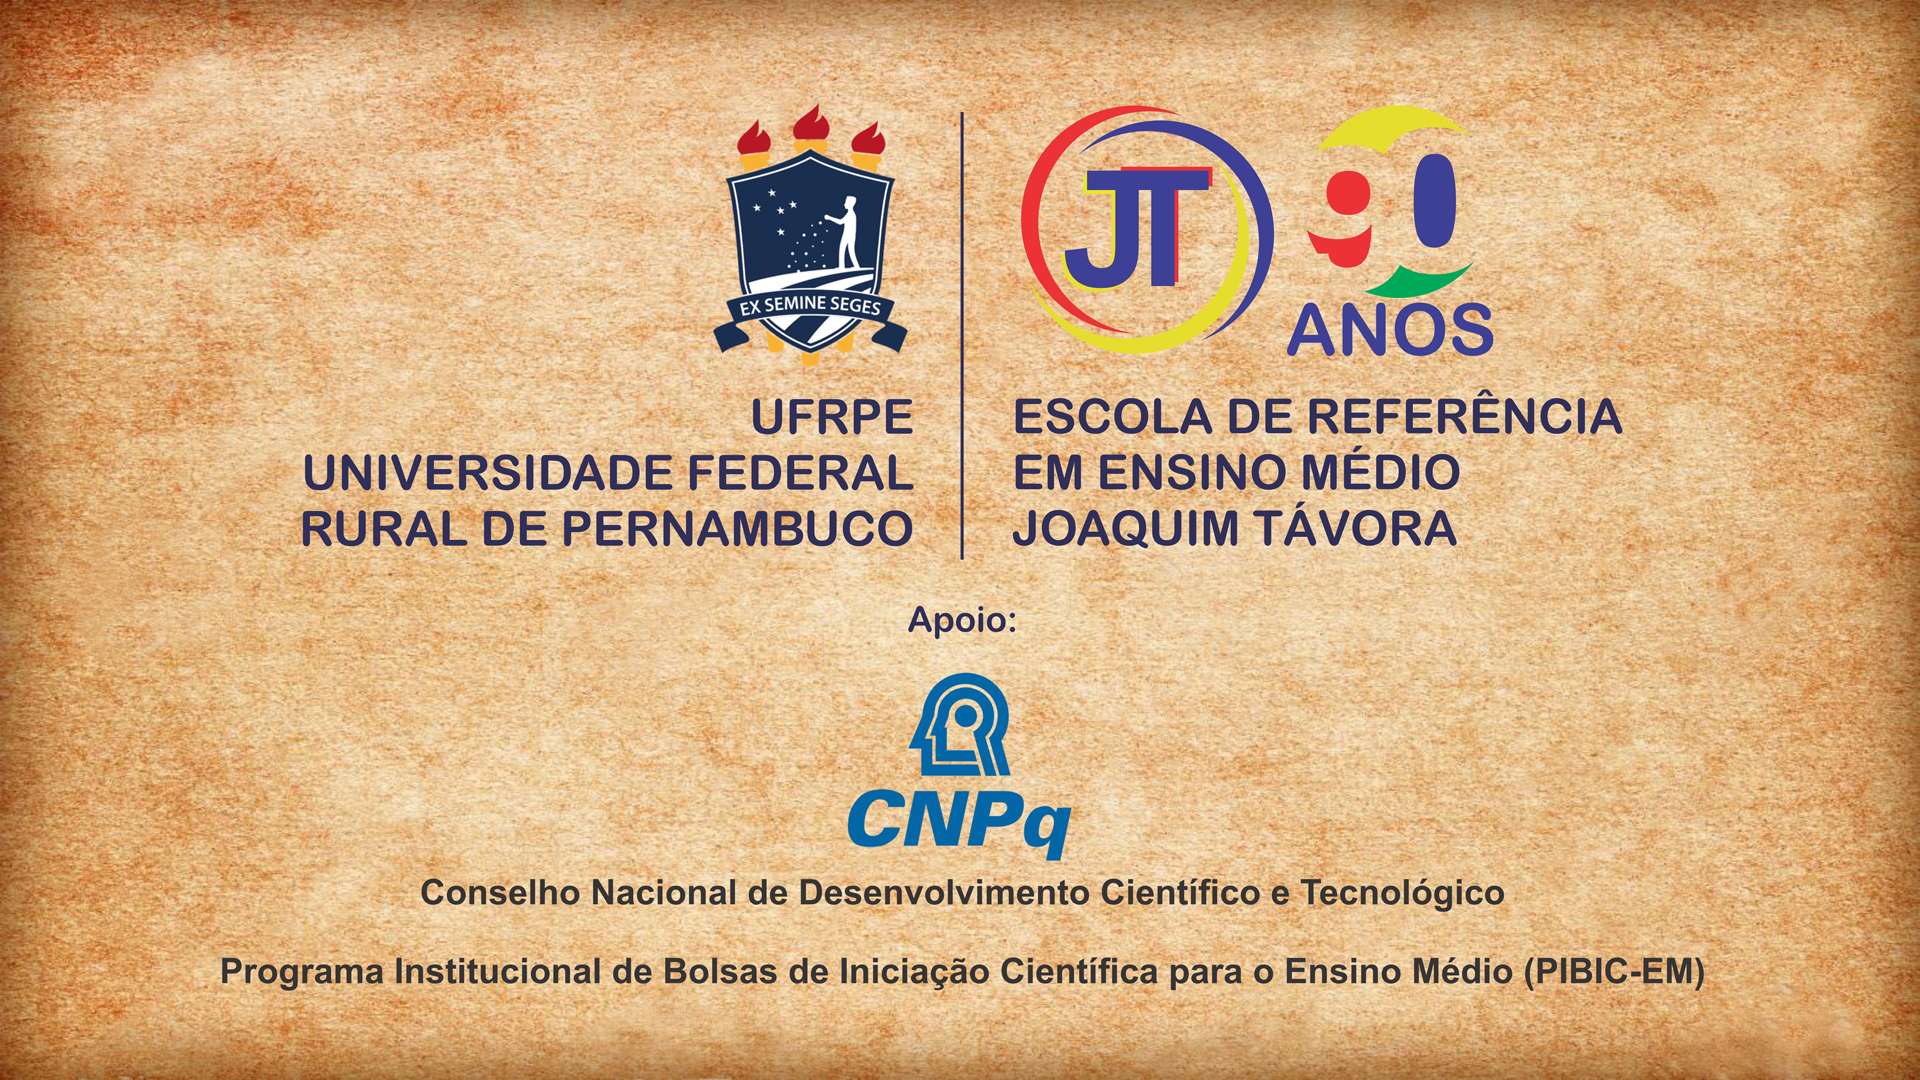 EX SEMINE SEGES
UFRPE
UNIVERSIDADE FEDERAL
RURAL DE PERNAMBUCO
JT
90
ANOS
ESCOLA DE REFERÊNCIA
EM ENSINO MÉDIO
JOAQUIM TÁVORA
Apoio:
CNPq
Conselho Nacional de Desenvolvimento Científico e Tecnológico
Programa Institucional de Bolsas de Iniciação Científica para o Ensino Médio (PIBIC-EM)